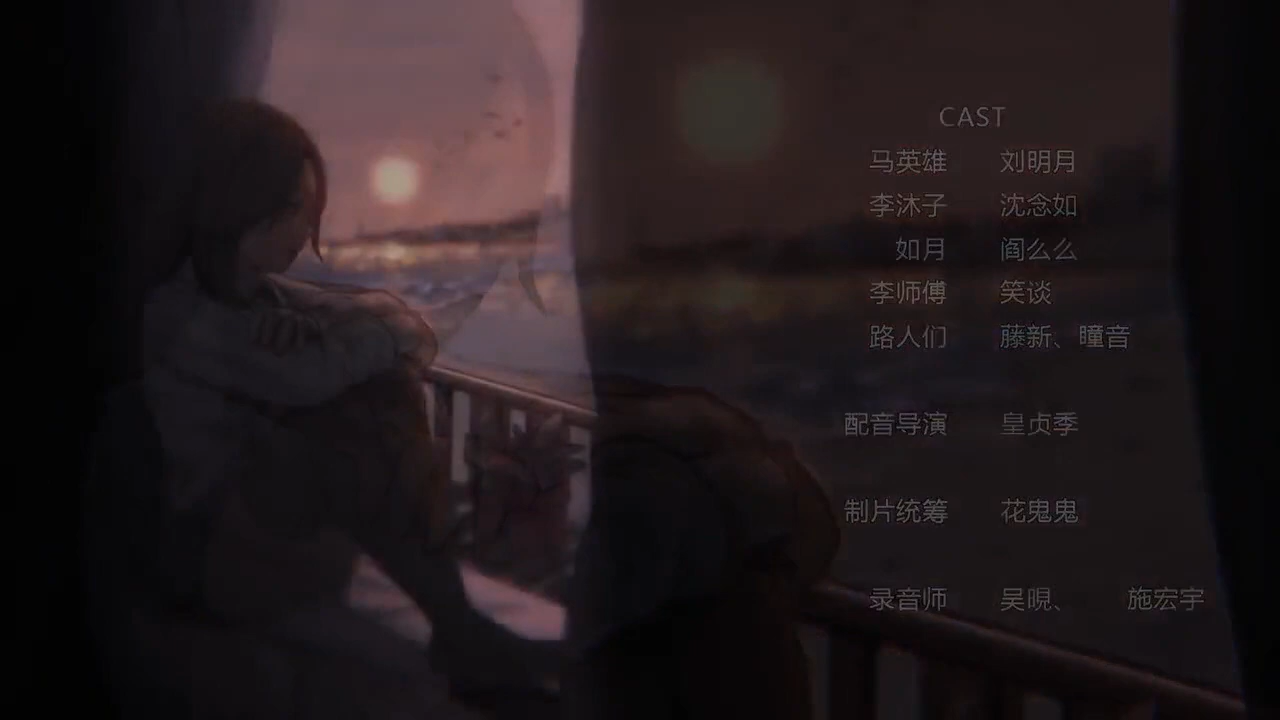 CAST
马英雄 刘明月
李沐子 沈念如
如月 阎么么
李师傅 笑谈
路人们 藤新、瞳音
配音导演 皇贞季
制片统筹 花鬼鬼
录音师 吴哯、 施宏宇